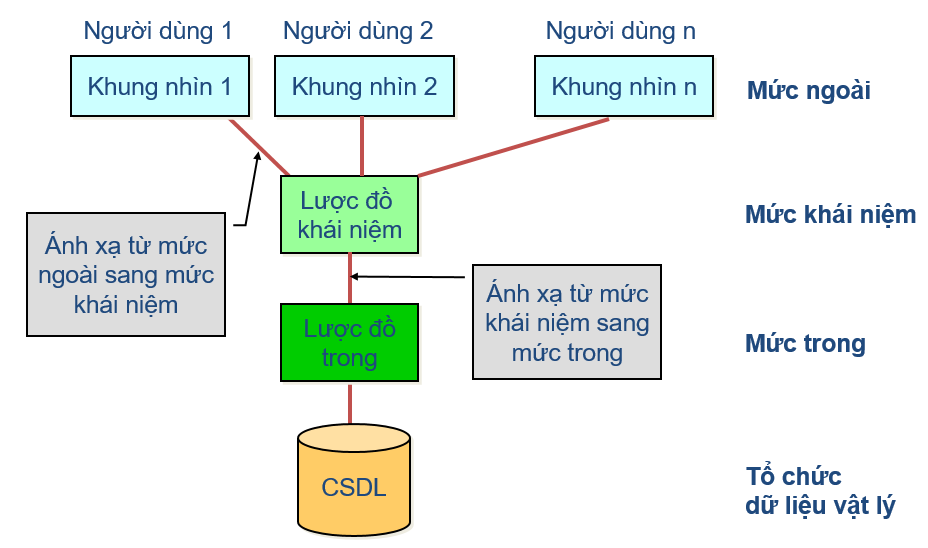 Người dùng 1
Người dùng 2
Người dùng n
Khung nhìn 1
Khung nhìn 2
Khung nhìn n
Mức ngoài
Lược đồ
khái niệm
Mức khái niệm
Ánh xạ từ mức
ngoài sang mức
khái niệm
Ánh xạ từ mức
khái niệm sang
mức trong
Lược đồ
trong
Mức trong
CSDL
Tổ chức
dữ liệu vật lý